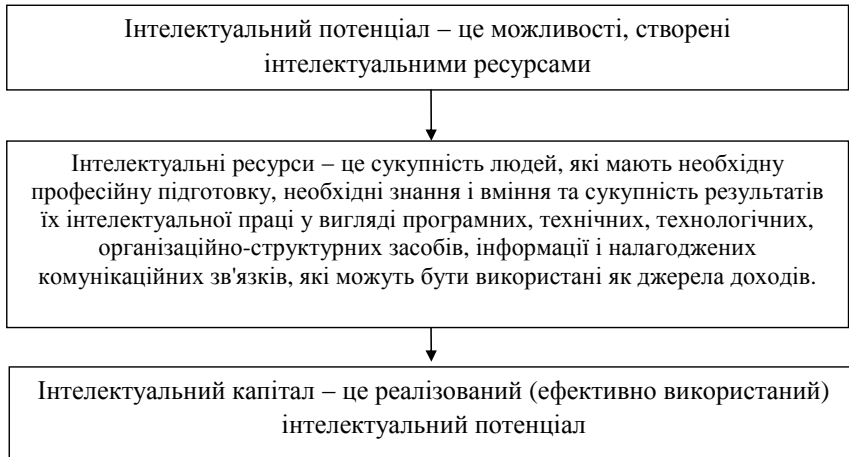 Інтелектуальний потенціал – це можливості, створені
інтелектуальними ресурсами
Інтелектуальні ресурси – це сукупність людей, які мають необхідну
професійну підготовку, необхідні знання і вміння та сукупність результатів
їх інтелектуальної праці у вигляді програмних, технічних, технологічних,
організаційно-структурних засобів, інформації і налагоджених
комунікаційних зв'язків, які можуть бути використані як джерела доходів.
Інтелектуальний капітал – це реалізований (ефективно використаний)
інтелектуальний потенціал